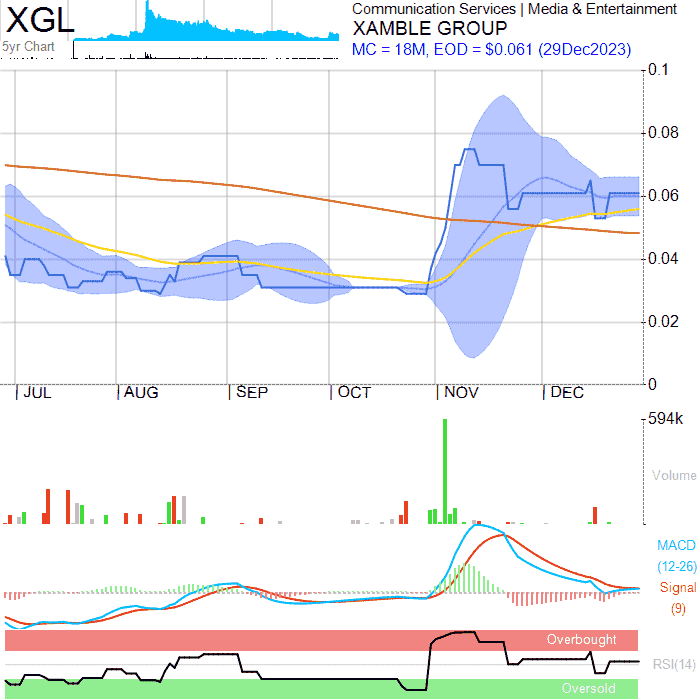 XGL
5yr Chart
Communication Services | Media & Entertainment
XAMBLE GROUP
MC = 18M, EOD = $0.061 (29Dec2023)
0.1
0.08
0.06
0.04
0.02
0
JUL AUG SEP OCT NOV DEC
594k
Volume
MACD
(12-26)
Signal
(9)
Overbought
RSI(14)
Oversold